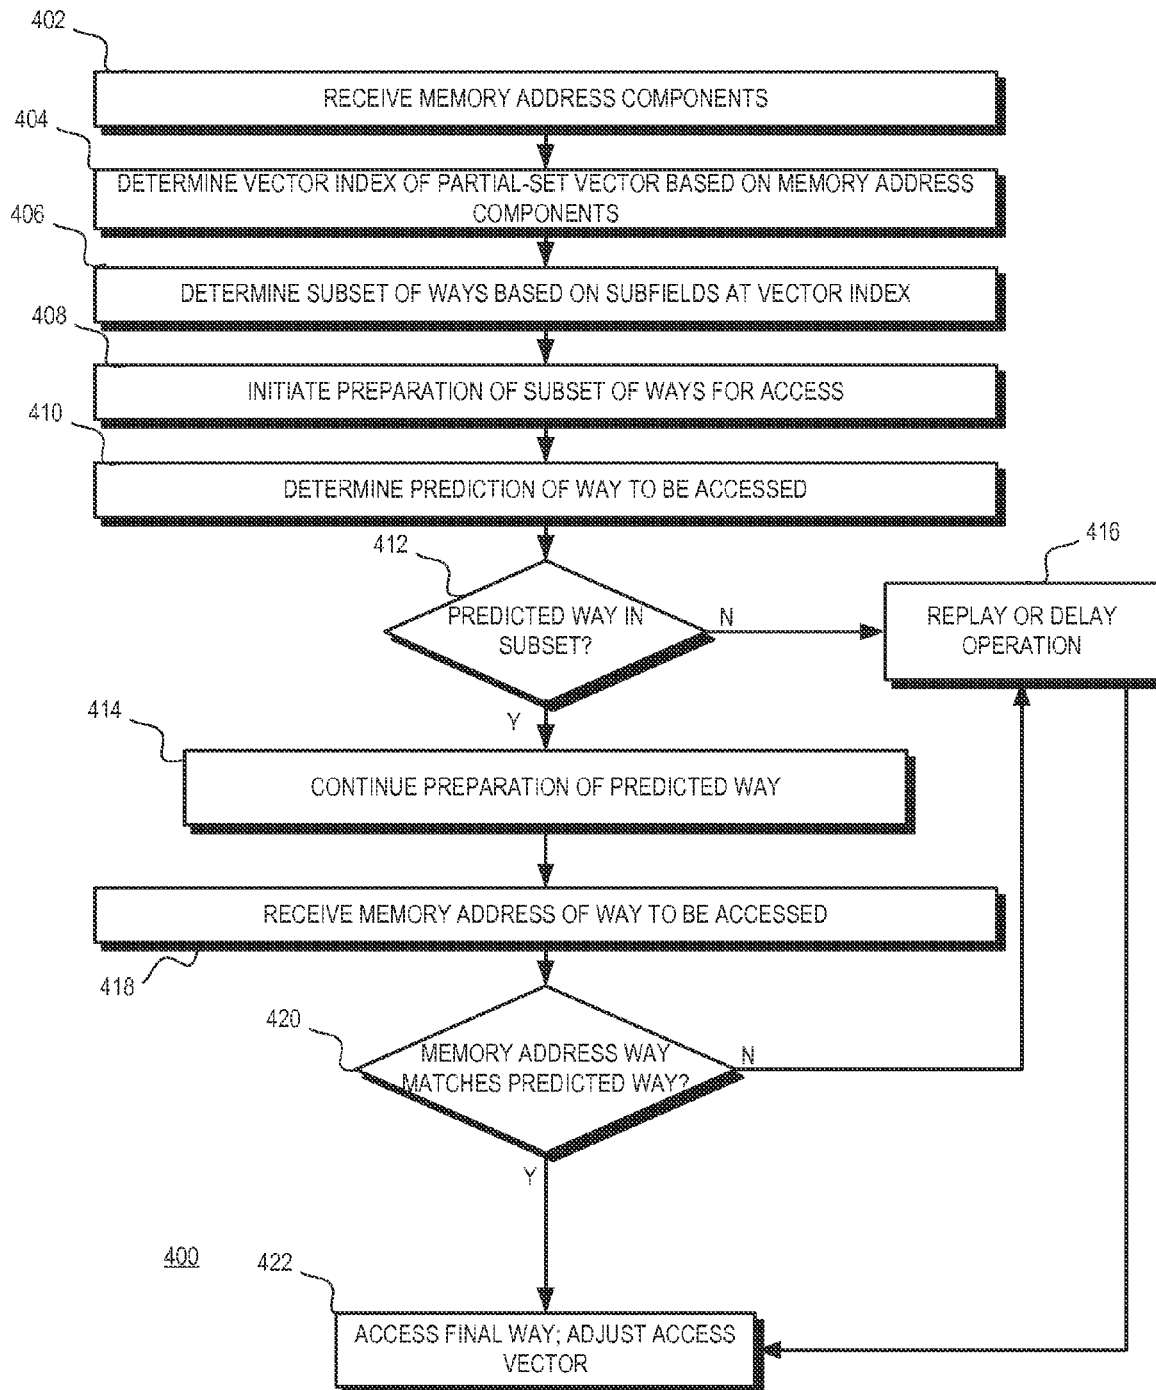 402
RECEIVE MEMORY ADDRESS COMPONENTS
404
DETERMINE VECTOR INDEX OF PARTIAL-SET VECTOR BASED ON MEMORY ADDRESS
COMPONENTS
406
DETERMINE SUBSET OF WAYS BASED ON SUBFIELDS AT VECTOR INDEX
408
INITIATE PREPARATION OF SUBSET OF WAYS FOR ACCESS
410
DETERMINE PREDICTION OF WAY TO BE ACCESSED
412
PREDICTED WAY IN
SUBSET?
N
416
REPLAY OR DELAY
OPERATION
Y
414
CONTINUE PREPARATION OF PREDICTED WAY
RECEIVE MEMORY ADDRESS OF WAY TO BE ACCESSED
418
420
MEMORY ADDRESS WAY
MATCHES PREDICTED WAY?
N
Y
400
422
ACCESS FINAL WAY; ADJUST ACCESS
VECTOR